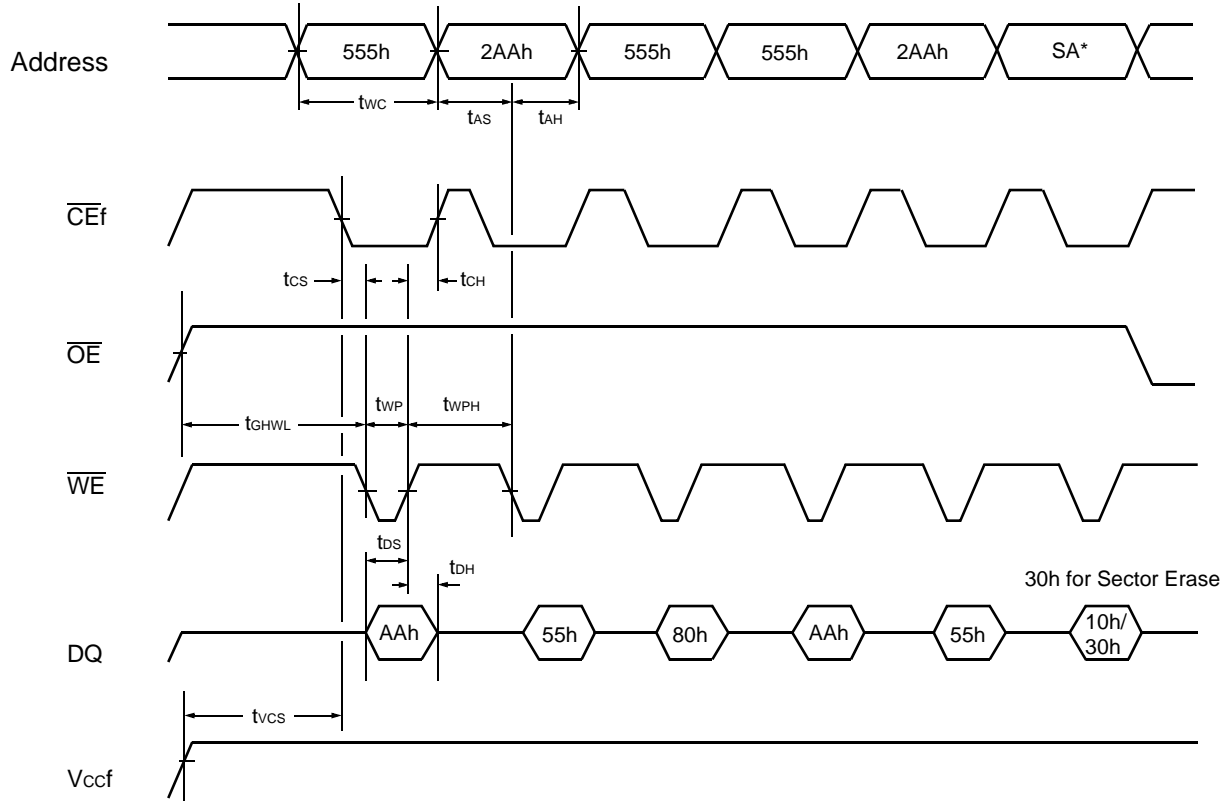 Address
555h 2AAh 555h 555h 2AAh SA*
tWC tAS tAH
CEf
tCS tCH
OE
tGHWL tWP tWPH
WE
tDS
tDH
30h for Sector Erase
DQ
AAh 55h 80h AAh 55h 10h/
30h
tVCS
VCCf